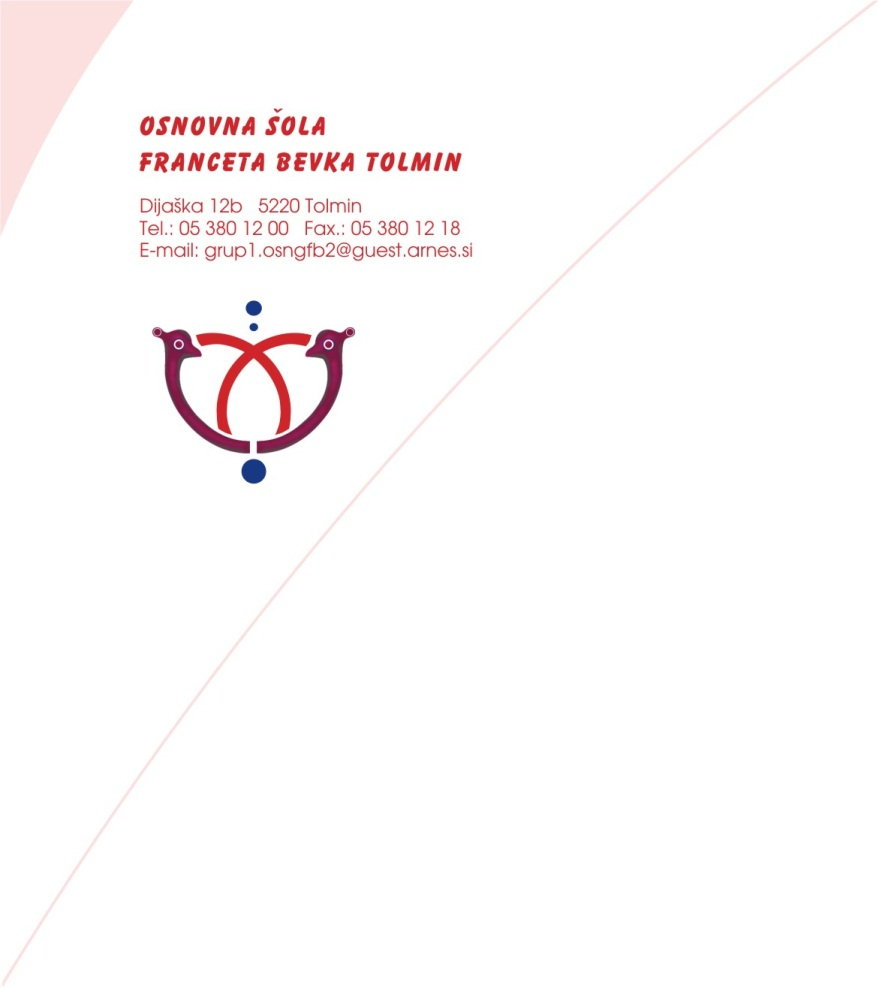 OSNOVNA ŠOLA
FRANCETA BEVKA TOLMIN
Dijaška 12b   5220 Tolmin
Tel.: 05 380 12 00   Fax.: 05 380 12 18
E-mail: grup1.osngfb2@guest.arnes.si